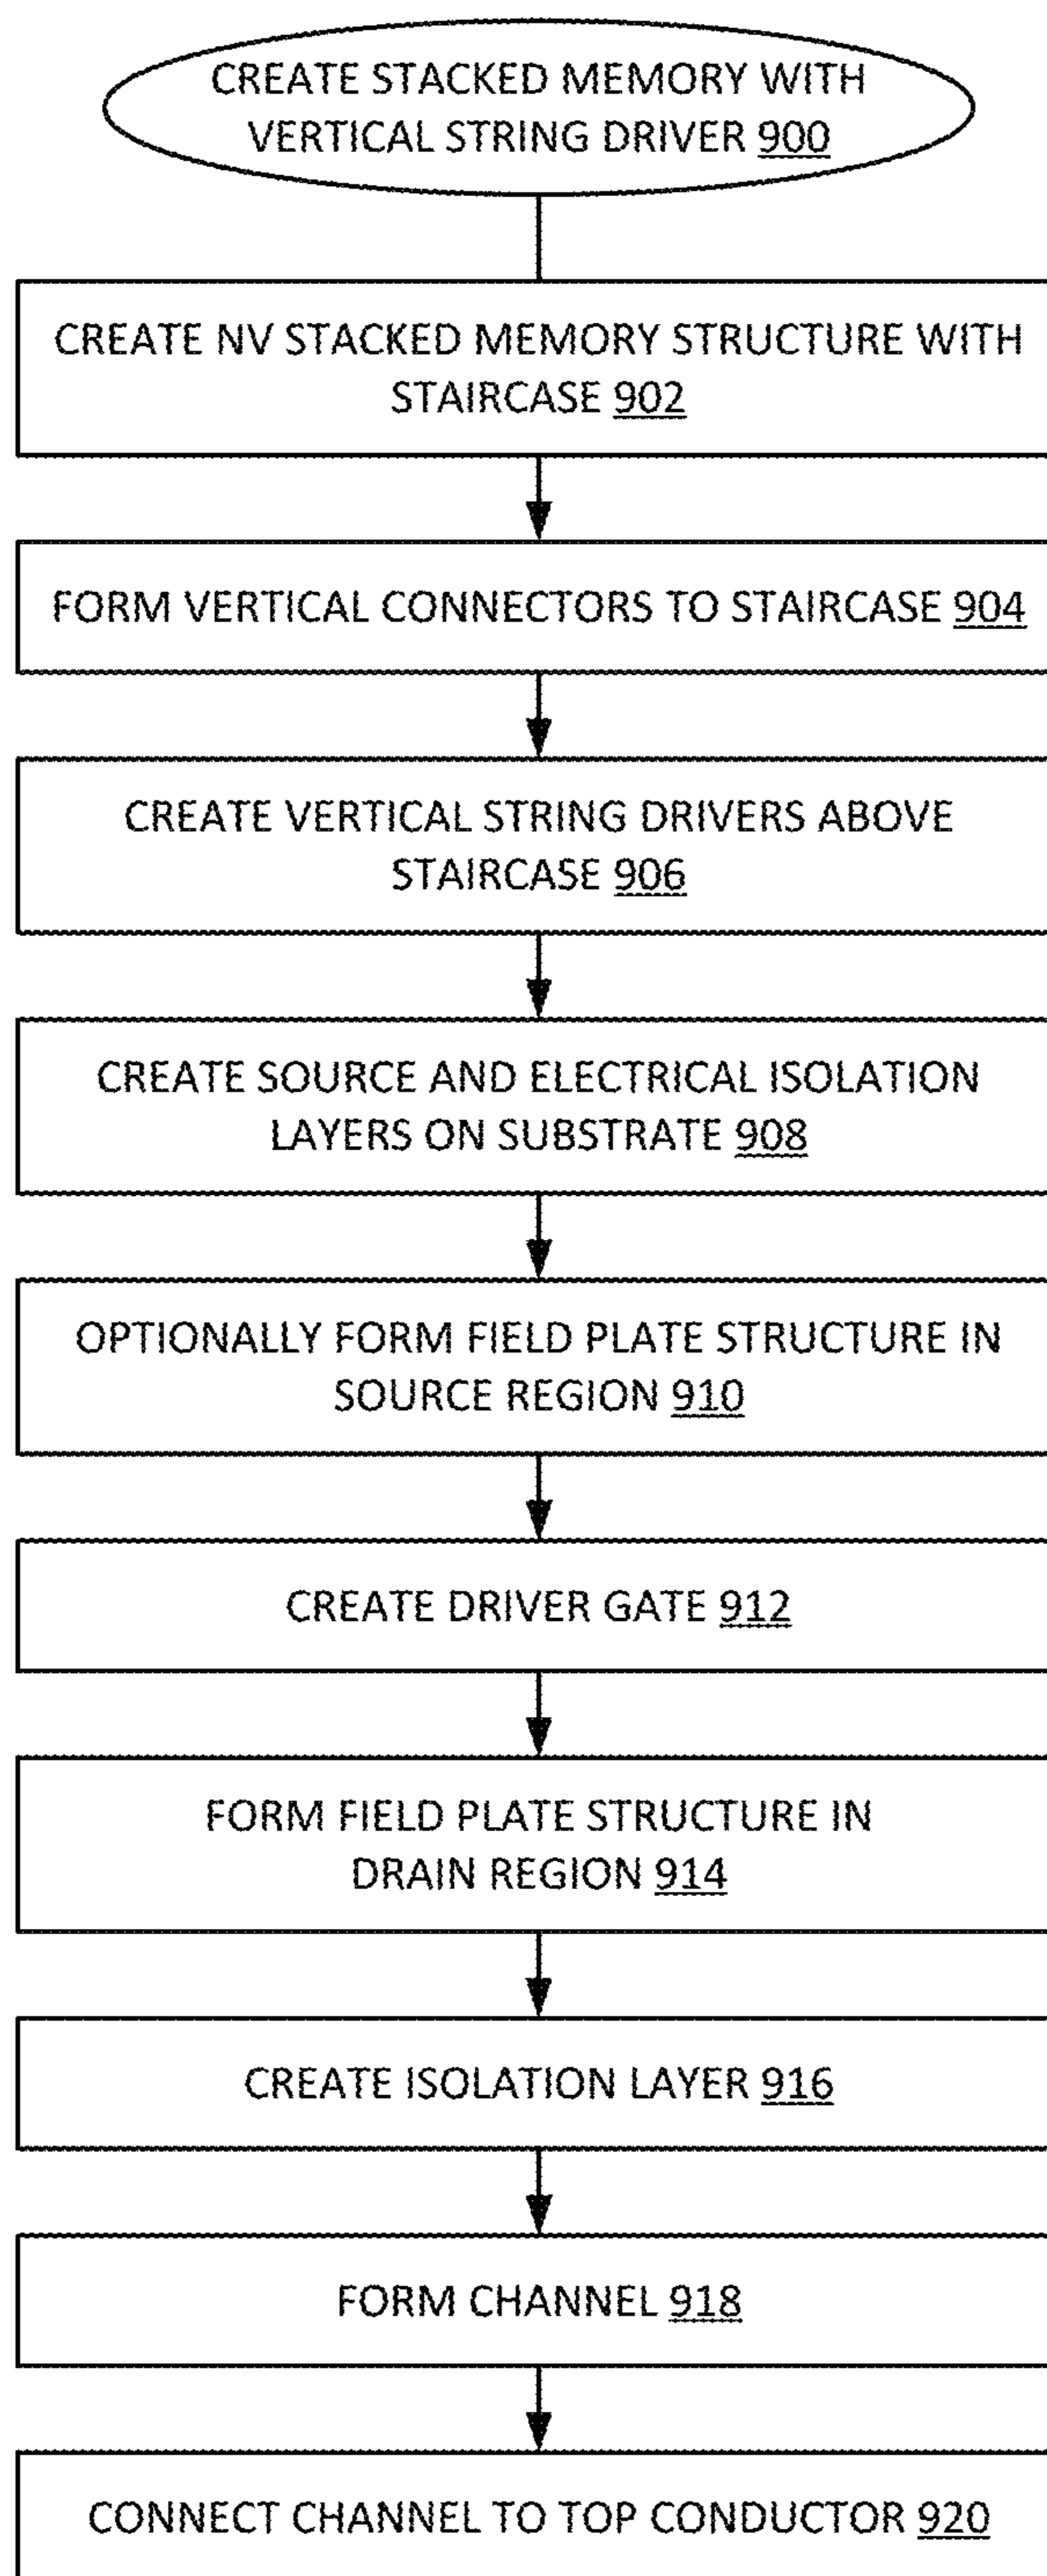 CREATE STACKED MEMORY WITH
VERTICAL STRING DRIVER 900
CREATE NV STACKED MEMORY STRUCTURE WITH
STAIRCASE 902
FORM VERTICAL CONNECTORS TO STAIRCASE 904
CREATE VERTICAL STRING DRIVERS ABOVE
STAIRCASE 906
CREATE SOURCE AND ELECTRICAL ISOLATION
LAYERS ON SUBSTRATE 908
OPTIONALLY FORM FIELD PLATE STRUCTURE IN
SOURCE REGION 910
CREATE DRIVER GATE 912
FORM FIELD PLATE STRUCTURE IN
DRAIN REGION 914
CREATE ISOLATION LAYER 916
FORM CHANNEL 918
CONNECT CHANNEL TO TOP CONDUCTOR 920